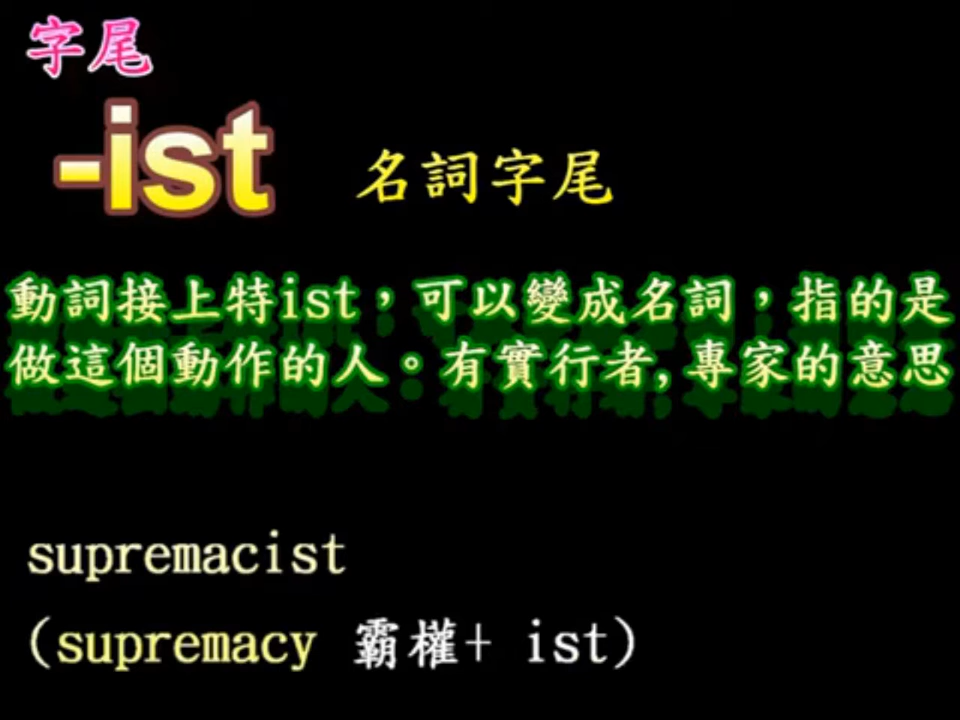 字尾
-ist 名詞字尾
動詞接上特ist，可以變成名詞，指的是
做這個動作的人。有實行者,專家的意思
supremacist
(supremacy 霸權+ ist)